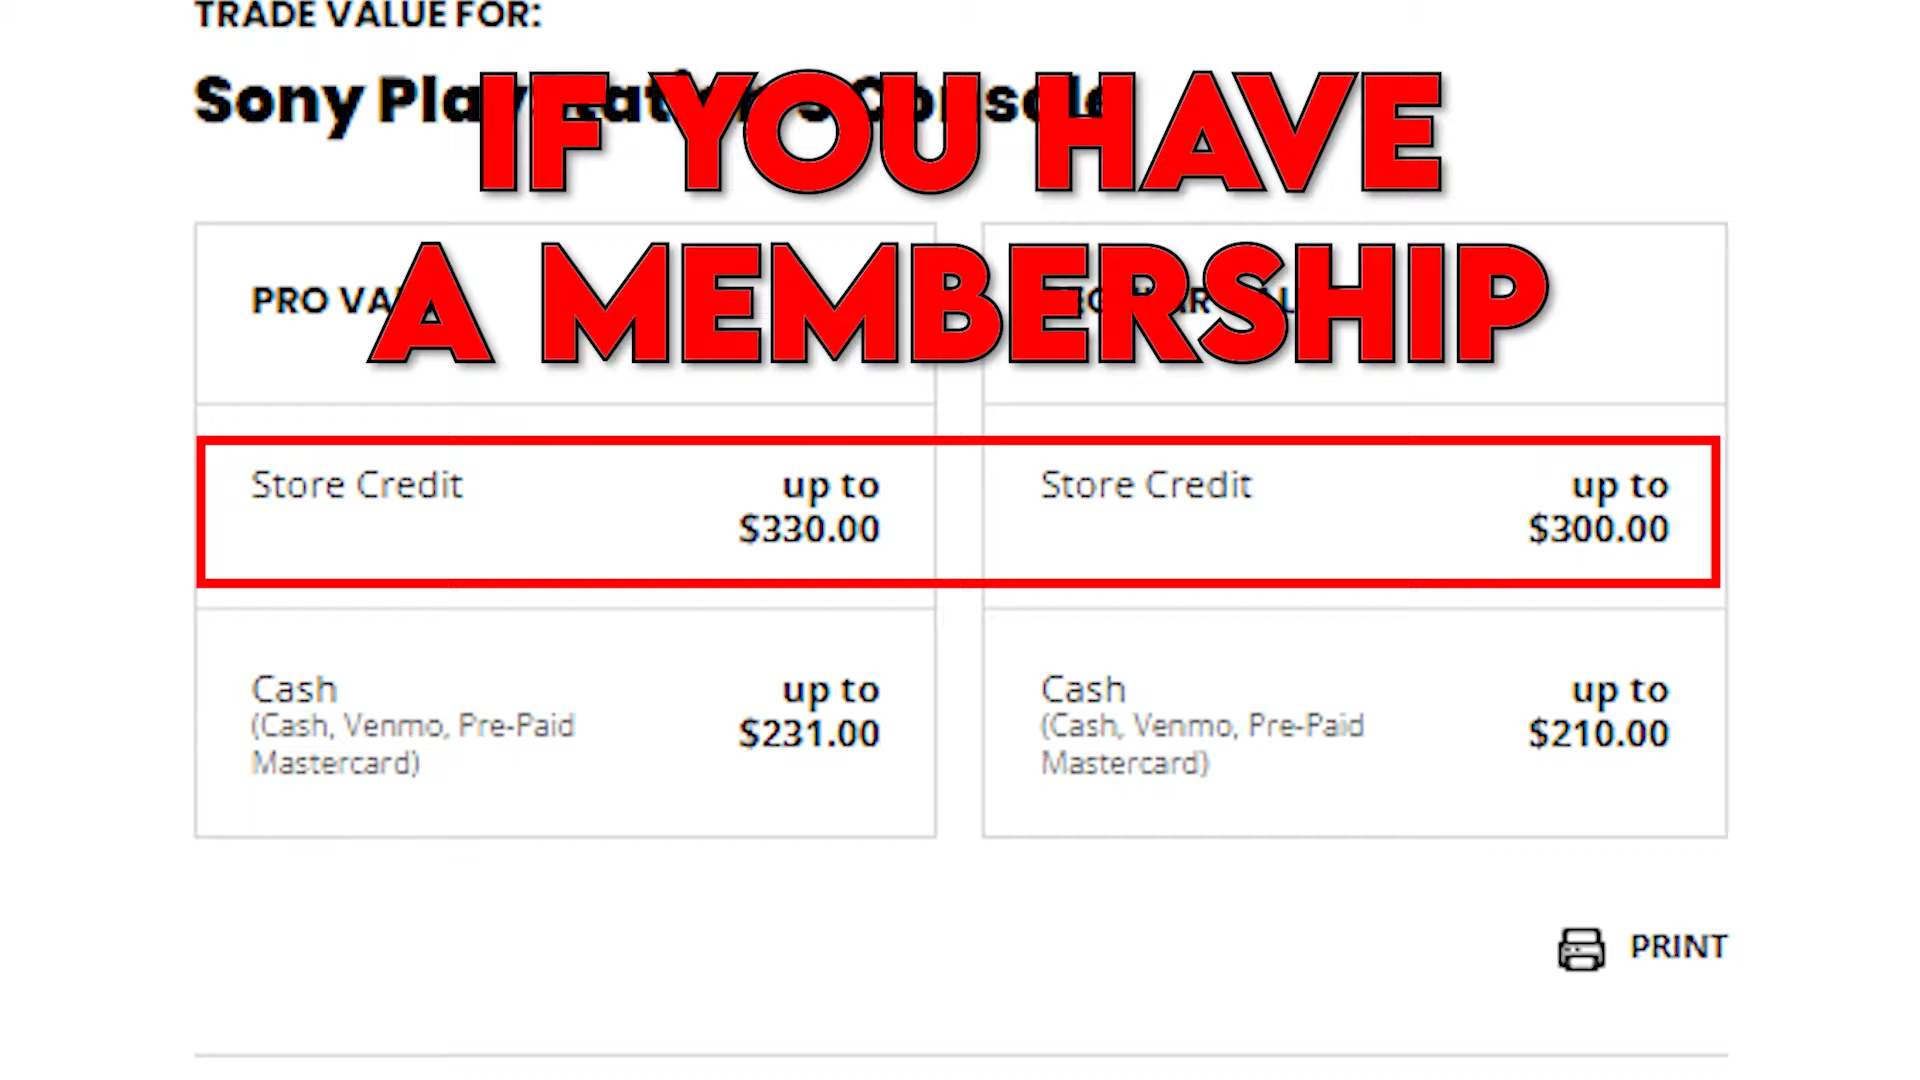 TRADE VALUE FOR:
Sony
IF YOU HAVE
A MEMBERSHIP
PRO
Store Credit up to
$330.00
Store Credit up to
$300.00
Cash up to
(Cash, Venmo, Pre-Paid $231.00
Mastercard)
Cash up to
(Cash, Venmo, Pre-Paid $210.00
Mastercard)
PRINT